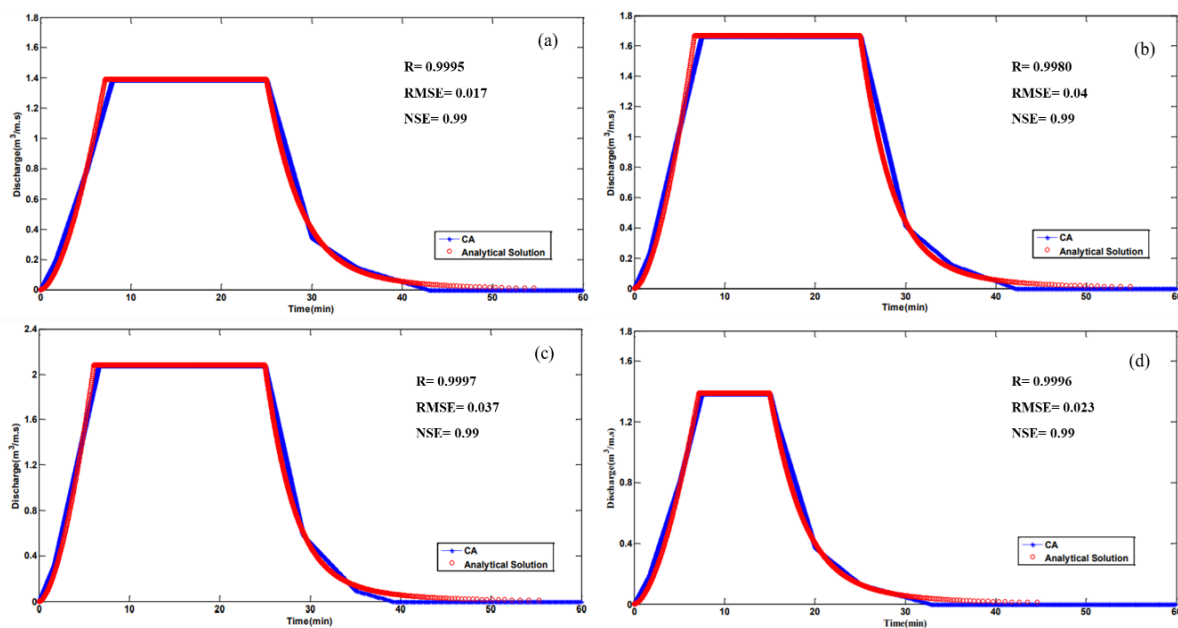 (a)
R= 0.9995
RMSE= 0.017
NSE= 0.99
CA
Analytical Solution
Discharge(m³/m.s)
1.8
1.6
1.4
1.2
1
0.8
0.6
0.4
0.2
0
0 10 20 30 40 50 60
Time(min)
(b)
R= 0.9980
RMSE= 0.04
NSE= 0.99
CA
Analytical Solution
Discharge(m³/m.s)
1.8
1.6
1.4
1.2
1
0.8
0.6
0.4
0.2
0
0 10 20 30 40 50 60
Time(min)
(c)
R= 0.9997
RMSE= 0.037
NSE= 0.99
CA
Analytical Solution
Discharge(m³/m.s)
2.4
2
1.6
1.2
0.8
0.4
0
0 10 20 30 40 50 60
Time(min)
(d)
R= 0.9996
RMSE= 0.023
NSE= 0.99
CA
Analytical Solution
Discharge(m³/m.s)
1.8
1.6
1.2
0.8
0.4
0
0 10 20 30 40 50 60
Time(min)